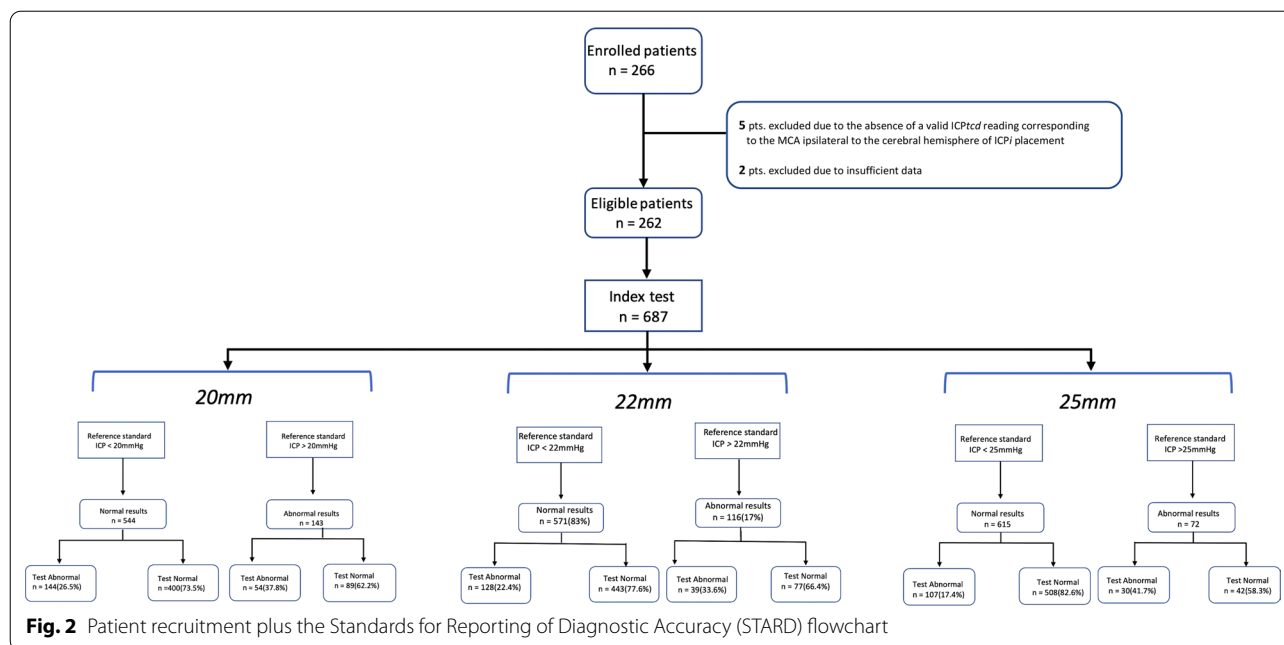 Enrolled patients
n = 266
5 pts. excluded due to the absence of a valid ICPtcd reading corresponding
to the MCA ipsilateral to the cerebral hemisphere of ICPi placement
2 pts. excluded due to insufficient data
Eligible patients
n = 262
Index test
n = 687
20mm
Reference standard
ICP < 20mmHg
Reference standard
ICP > 20mmHg
Normal results
n = 544
Abnormal results
n = 143
Test Abnormal
n = 144(26.5%)
Test Normal
n =400(73.5%)
Test Abnormal
n = 54(37.8%)
Test Normal
n = 89(62.2%)
22mm
Reference standard
ICP < 22mmHg
Reference standard
ICP > 22mmHg
Normal results
n = 571(83%)
Abnormal results
n = 116(17%)
Test Abnormal
n = 128(22.4%)
Test Normal
n = 443(77.6%)
Test Abnormal
n = 39(33.6%)
Test Normal
n = 77(66.4%)
25mm
Reference standard
ICP < 25mmHg
Reference standard
ICP >25mmHg
Normal results
n = 615
Abnormal results
n = 72
Test Abnormal
n = 107(17.4%)
Test Normal
n = 508(82.6%)
Test Abnormal
n = 30(41.7%)
Test Normal
n = 42(58.3%)
Fig. 2 Patient recruitment plus the Standards for Reporting of Diagnostic Accuracy (STARD) flowchart